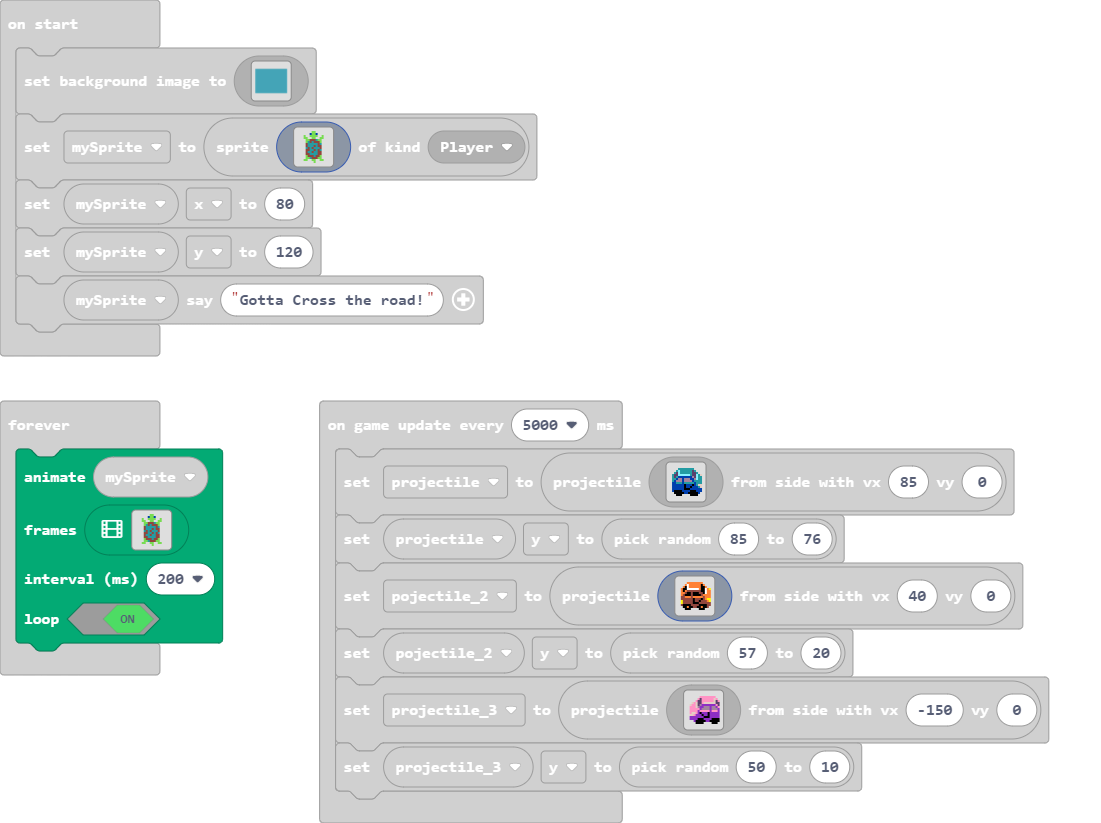 on start
set background image to
set mySprite to sprite of kind Player
set mySprite x to 80
set mySprite y to 120
mySprite say "Gotta Cross the road!"
forever
animate mySprite
frames
interval (ms) 200
loop ON
on game update every 5000 ms
set projectile to projectile from side with vx 85 vy 0
set projectile y to pick random 85 to 76
set pojectile_2 to projectile from side with vx 40 vy 0
set pojectile_2 y to pick random 57 to 20
set projectile_3 to projectile from side with vx -150 vy 0
set projectile_3 y to pick random 50 to 10